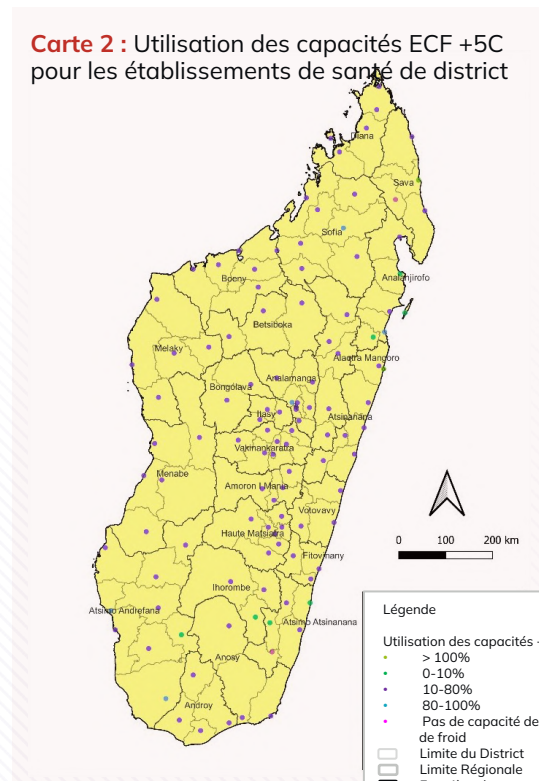 Carte 2 : Utilisation des capacités ECF +5C
pour les établissements de santé de district
Diana
Sava
Sofia
Analanjirofo
Boeny
Betsiboka
Melaky
Alaotra Mangoro
Analamanga
Bongolava
Itasy
Atsinanana
Vakinankaratra
Menabe
Amoron I Mania
Vatovavy
Haute Matsiatra
Fitovinany
Ihorombe
Atsimo Andrefana
Atsimo Atsinanana
Anosy
Androy
0 100 200 km
Légende
Utilisation des capacités
> 100%
0-10%
10-80%
80-100%
Pas de capacité de
de froid
Limite du District
Limite Régionale